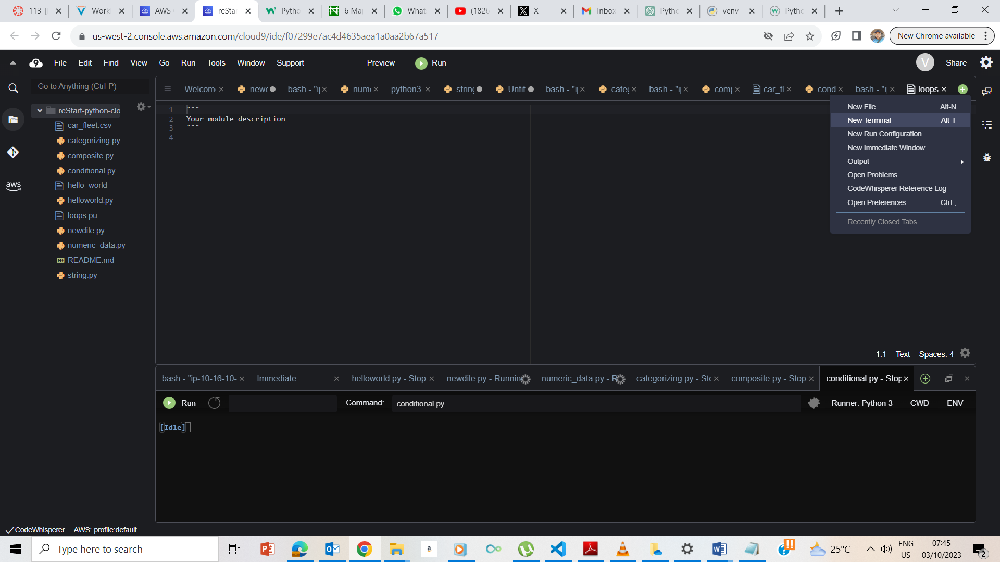 113-[
Work
AWS
reSta
Pytho
6 Maj
What
(1826
X
Inbox
Pytho
venv
Pytho
us-west-2.console.aws.amazon.com/cloud9/ide/f07299e7ac4d4635aea1a0aa2b67a517
New Chrome available
File Edit Find View Go Run Tools Window Support Preview Run
V Share
Go to Anything (Ctrl-P)
Welcom newd bash - "ip nume python3 string Untit bash - "ip categ bash - "ip comp car_fl cond bash - "ip loops
reStart-python-clo
car_fleet.csv
categorizing.py
composite.py
conditional.py
hello_world
helloworld.py
loops.pu
newdile.py
numeric_data.py
README.md
string.py
aws
1 """
2 Your module description
3 """
4
New File Alt-N
New Terminal Alt-T
New Run Configuration
New Immediate Window
Output
Open Problems
CodeWhisperer Reference Log
Open Preferences Ctrl-,
Recently Closed Tabs
1:1 Text Spaces: 4
bash - "ip-10-16-10- Immediate helloworld.py - Stop newdile.py - Runnin numeric_data.py - R categorizing.py - Sto composite.py - Stop conditional.py - Stop
Run Command: conditional.py Runner: Python 3 CWD ENV
[Idle]
CodeWhisperer AWS: profile:default
Type here to search
25°C
ENG
US
07:45
03/10/2023
2